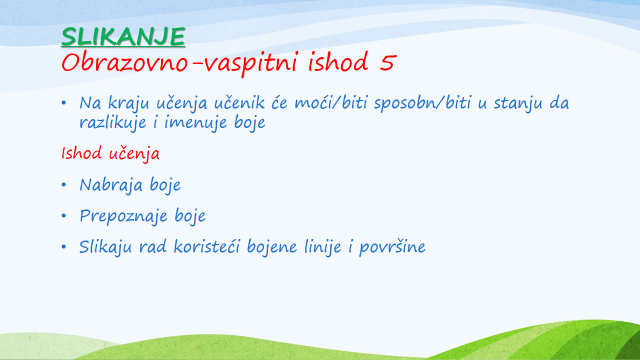 SLIKANJE
Obrazovno-vaspitni ishod 5
• Na kraju učenja učenik će moći/biti sposobn/biti u stanju da
razlikuje i imenuje boje
Ishod učenja
• Nabraja boje
• Prepoznaje boje
• Slikaju rad koristeći bojene linije i površine